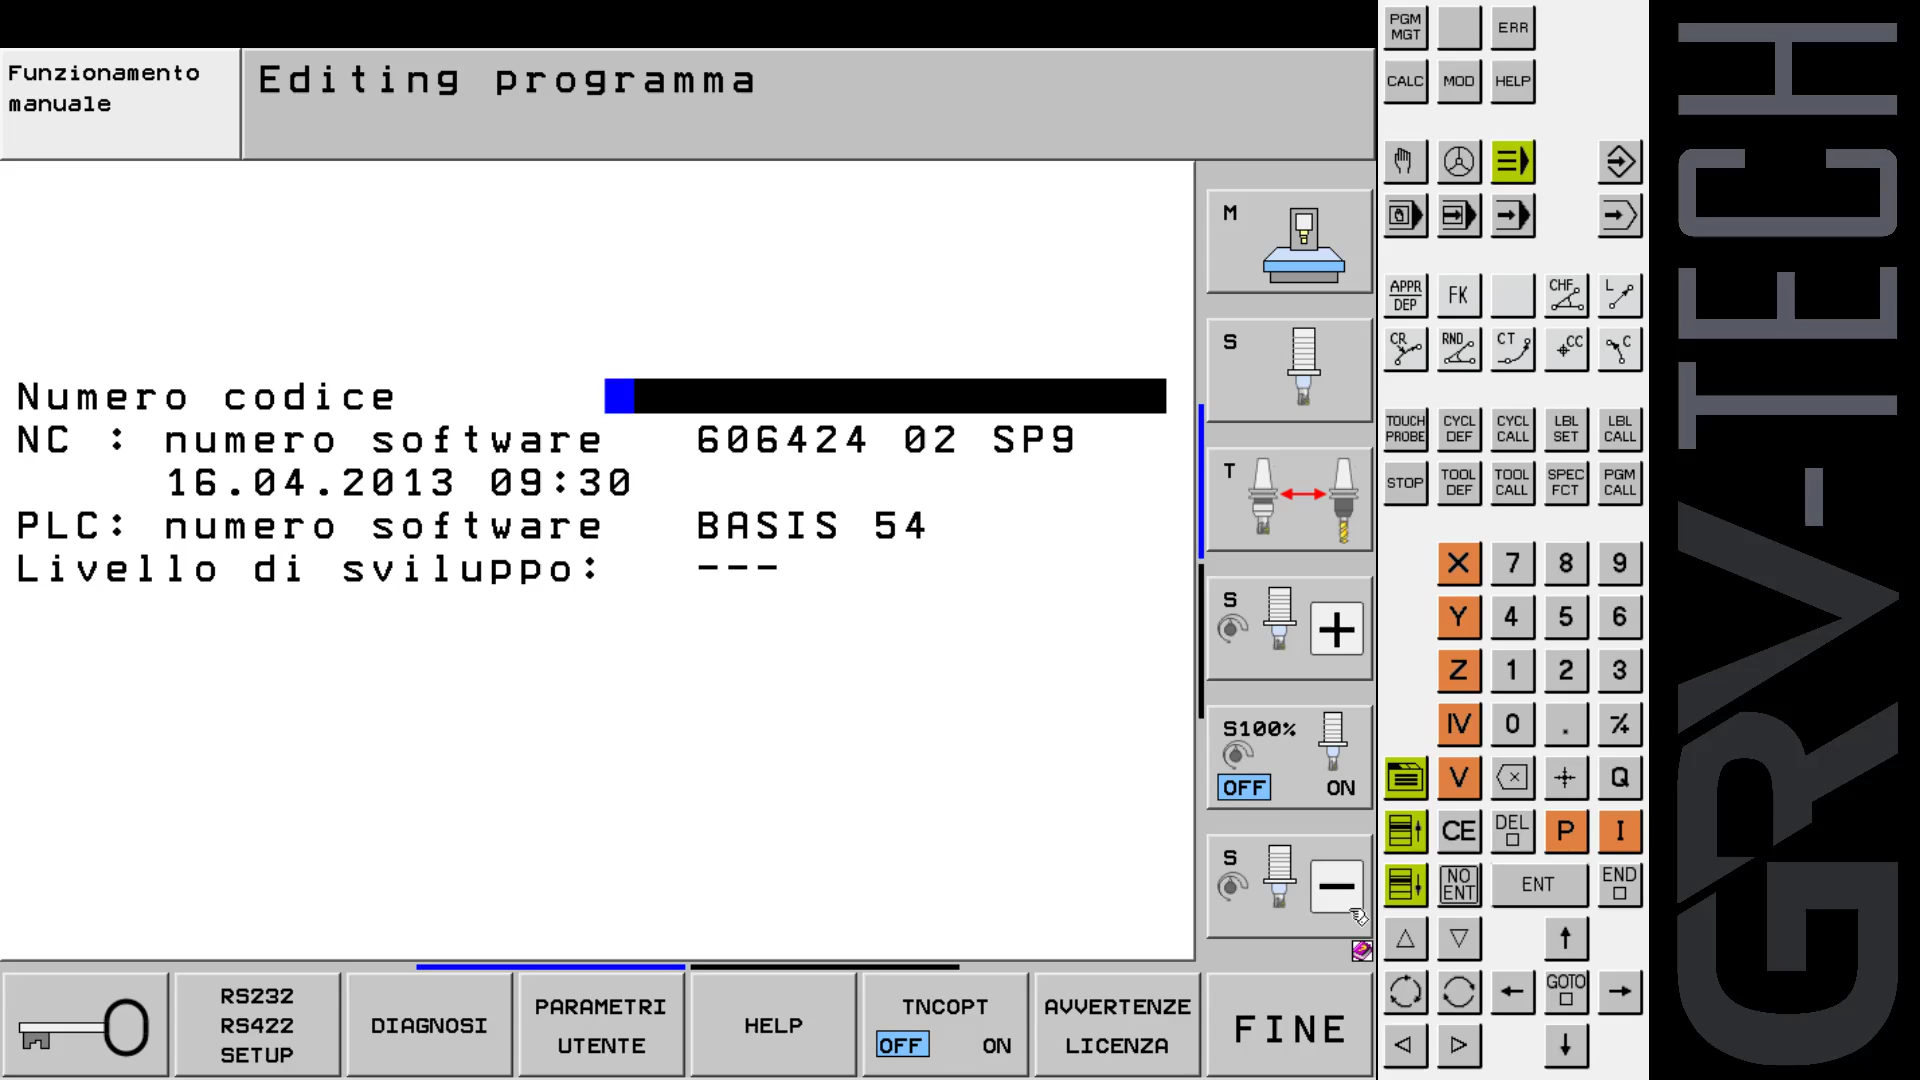 Funzionamento
manuale
Editing programma
Numero codice
NC : numero software 606424 02 SP9
16.04.2013 09:30
PLC: numero software BASIS 54
Livello di sviluppo: ---
M
S
T
S
+
S100%
OFF ON
S
−
RS232
RS422
SETUP
DIAGNOSI
PARAMETRI
UTENTE
HELP
TNCOPT
OFF ON
AVVERTENZE
LICENZA
FINE
PGM
MGT
ERR
CALC
MOD
HELP
APPR
DEP
FK
CHF
L
CR
RND
CT
CC
C
TOUCH
PROBE
CYCL
DEF
CYCL
CALL
LBL
SET
LBL
CALL
STOP
TOOL
DEF
TOOL
CALL
SPEC
FCT
PGM
CALL
X 7 8 9
Y 4 5 6
Z 1 2 3
IV 0 .
V Q
CE
DEL
P I
NO
ENT
ENT
END
GOTO
GRV-TECH